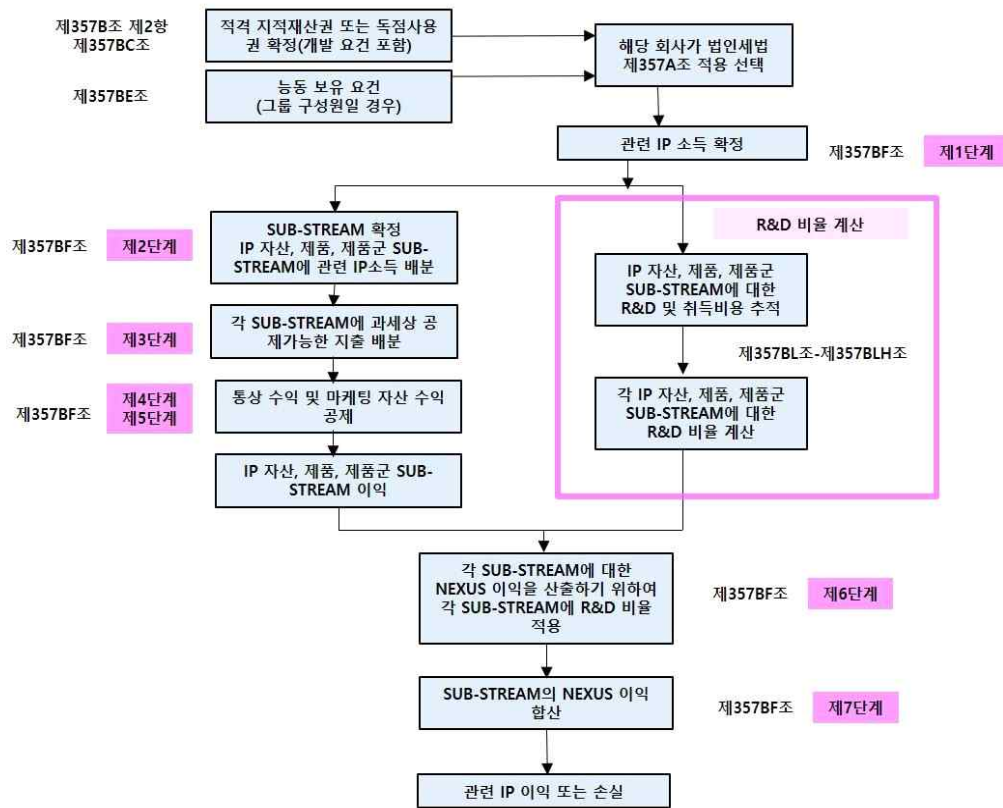 제357B조 제2항
제357BC조
적격 지적재산권 또는 독점사용
권 확정(개발 요건 포함)
해당 회사가 법인세법
제357A조 적용 선택
제357BE조
능동 보유 요건
(그룹 구성원일 경우)
관련 IP 소득 확정
제357BF조
제1단계
제357BF조
제2단계
SUB-STREAM 확정
IP 자산, 제품, 제품군 SUB-
STREAM에 관련 IP소득 배분
R&D 비율 계산
IP 자산, 제품, 제품군
SUB-STREAM에 대한
R&D 및 취득비용 추적
제357BF조
제3단계
각 SUB-STREAM에 과세상 공
제가능한 지출 배분
제357BL조-제357BLH조
제357BF조
제4단계
제5단계
통상 수익 및 마케팅 자산 수익
공제
각 IP 자산, 제품, 제품군
SUB-STREAM에 대한
R&D 비율 계산
IP 자산, 제품, 제품군 SUB-
STREAM 이익
각 SUB-STREAM에 대한
NEXUS 이익을 산출하기 위하여
각 SUB-STREAM에 R&D 비율
적용
제357BF조
제6단계
SUB-STREAM의 NEXUS 이익
합산
제357BF조
제7단계
관련 IP 이익 또는 손실